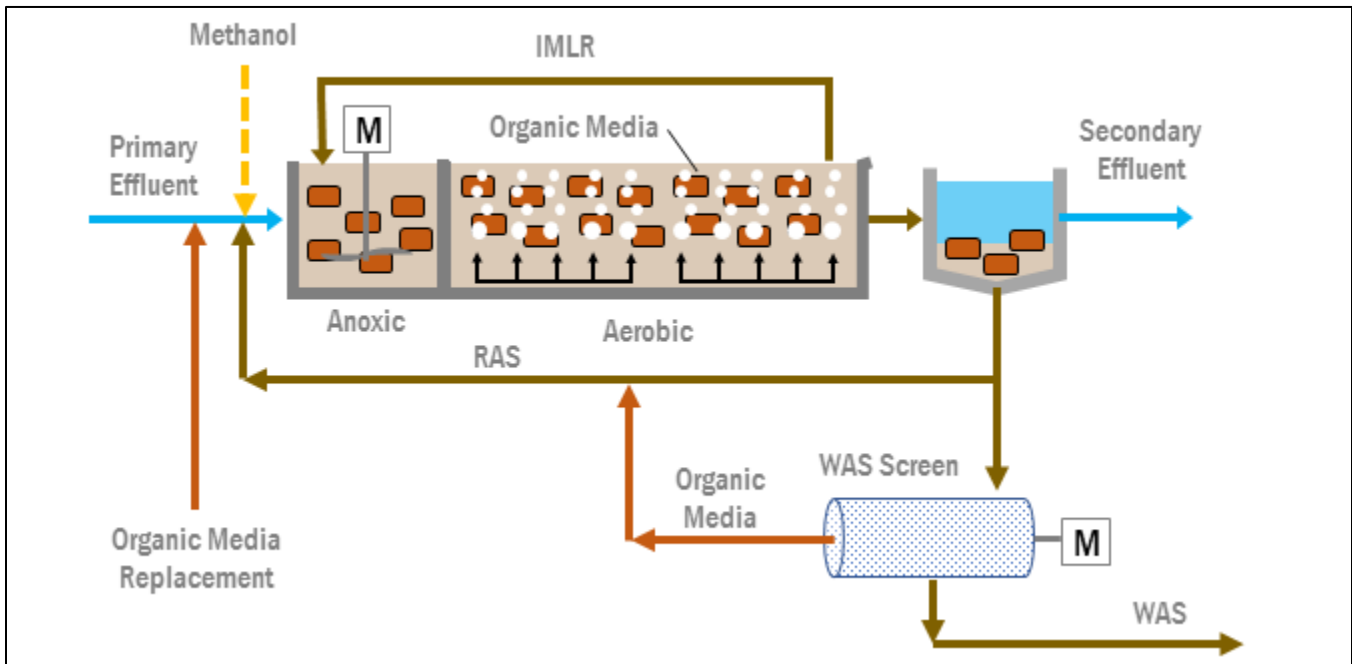 Methanol
IMLR
M
Organic Media
Primary
Effluent
Secondary
Effluent
Anoxic
Aerobic
RAS
WAS Screen
Organic
Media
M
Organic Media
Replacement
WAS